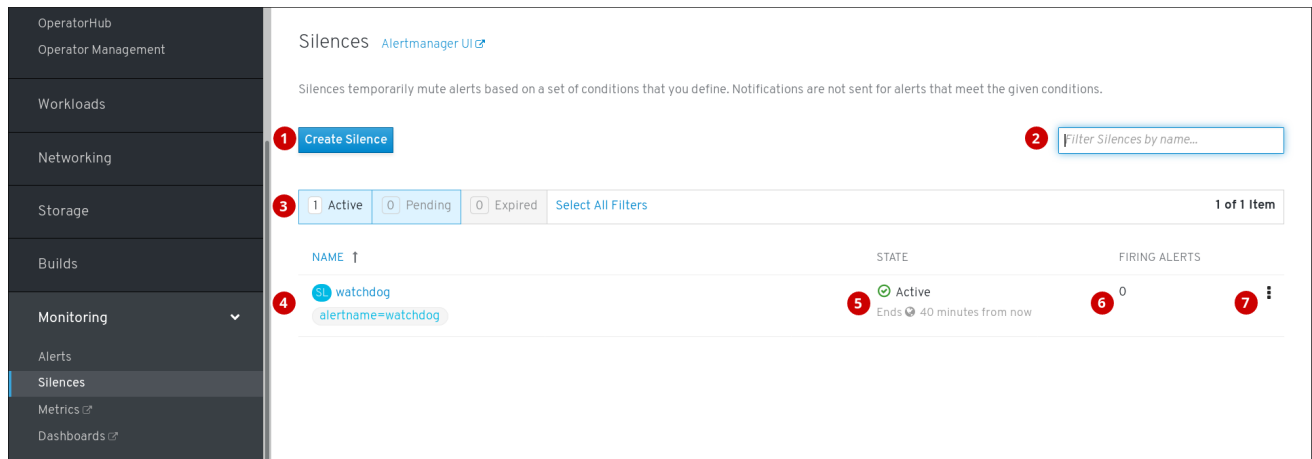 OperatorHub
Operator Management
Workloads
Networking
Storage
Builds
Monitoring
Alerts
Silences
Metrics
Dashboards
Silences Alertmanager UI
Silences temporarily mute alerts based on a set of conditions that you define. Notifications are not sent for alerts that meet the given conditions.
1 Create Silence 2 Filter Silences by name...
3 1 Active 0 Pending 0 Expired Select All Filters 1 of 1 Item
NAME ↑ STATE FIRING ALERTS
4 SL watchdog 5 Active 6 0 7
alertname=watchdog Ends 40 minutes from now